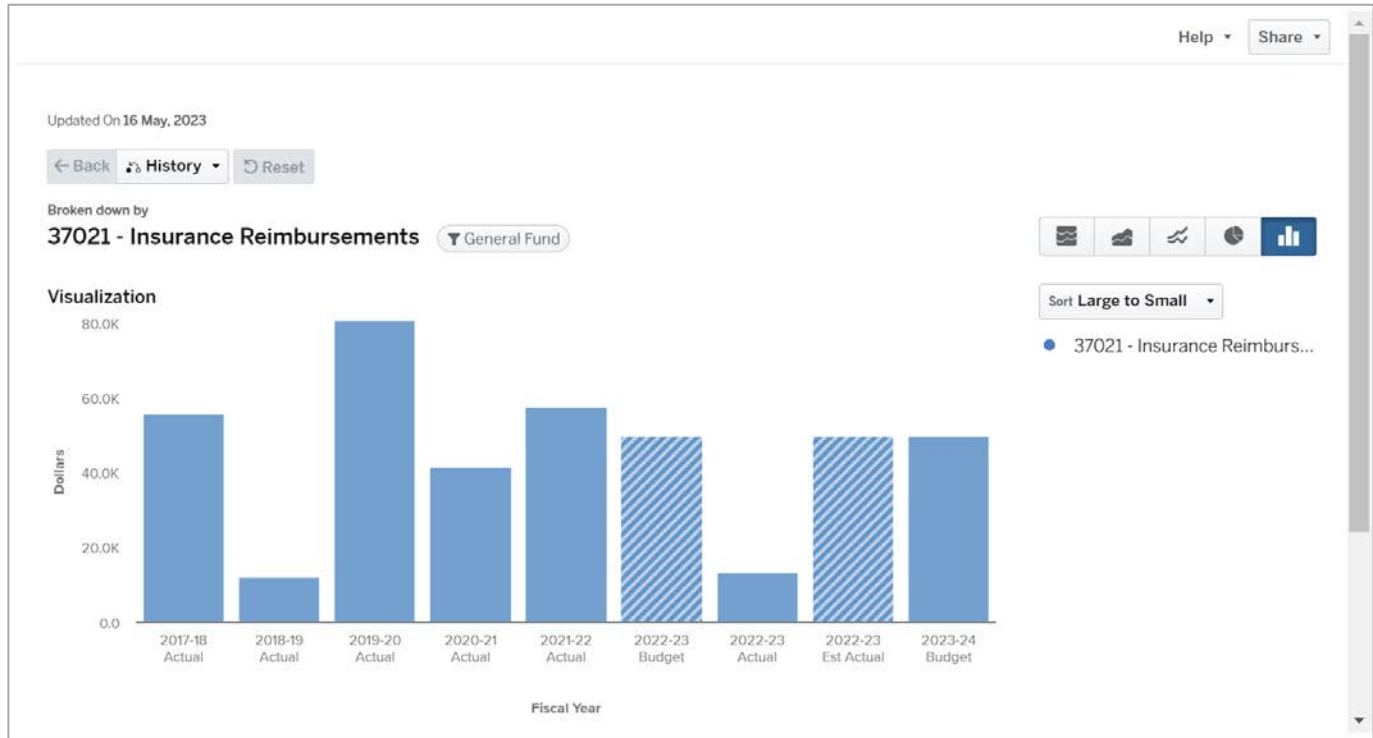 Help
Share
Updated On 16 May, 2023
Back
History
Reset
Broken down by
37021 - Insurance Reimbursements
General Fund
Visualization
Sort Large to Small
37021 - Insurance Reimburs...
80.0K
60.0K
40.0K
20.0K
0.0
Dollars
2017-18
Actual
2018-19
Actual
2019-20
Actual
2020-21
Actual
2021-22
Actual
2022-23
Budget
2022-23
Actual
2022-23
Est Actual
2023-24
Budget
Fiscal Year